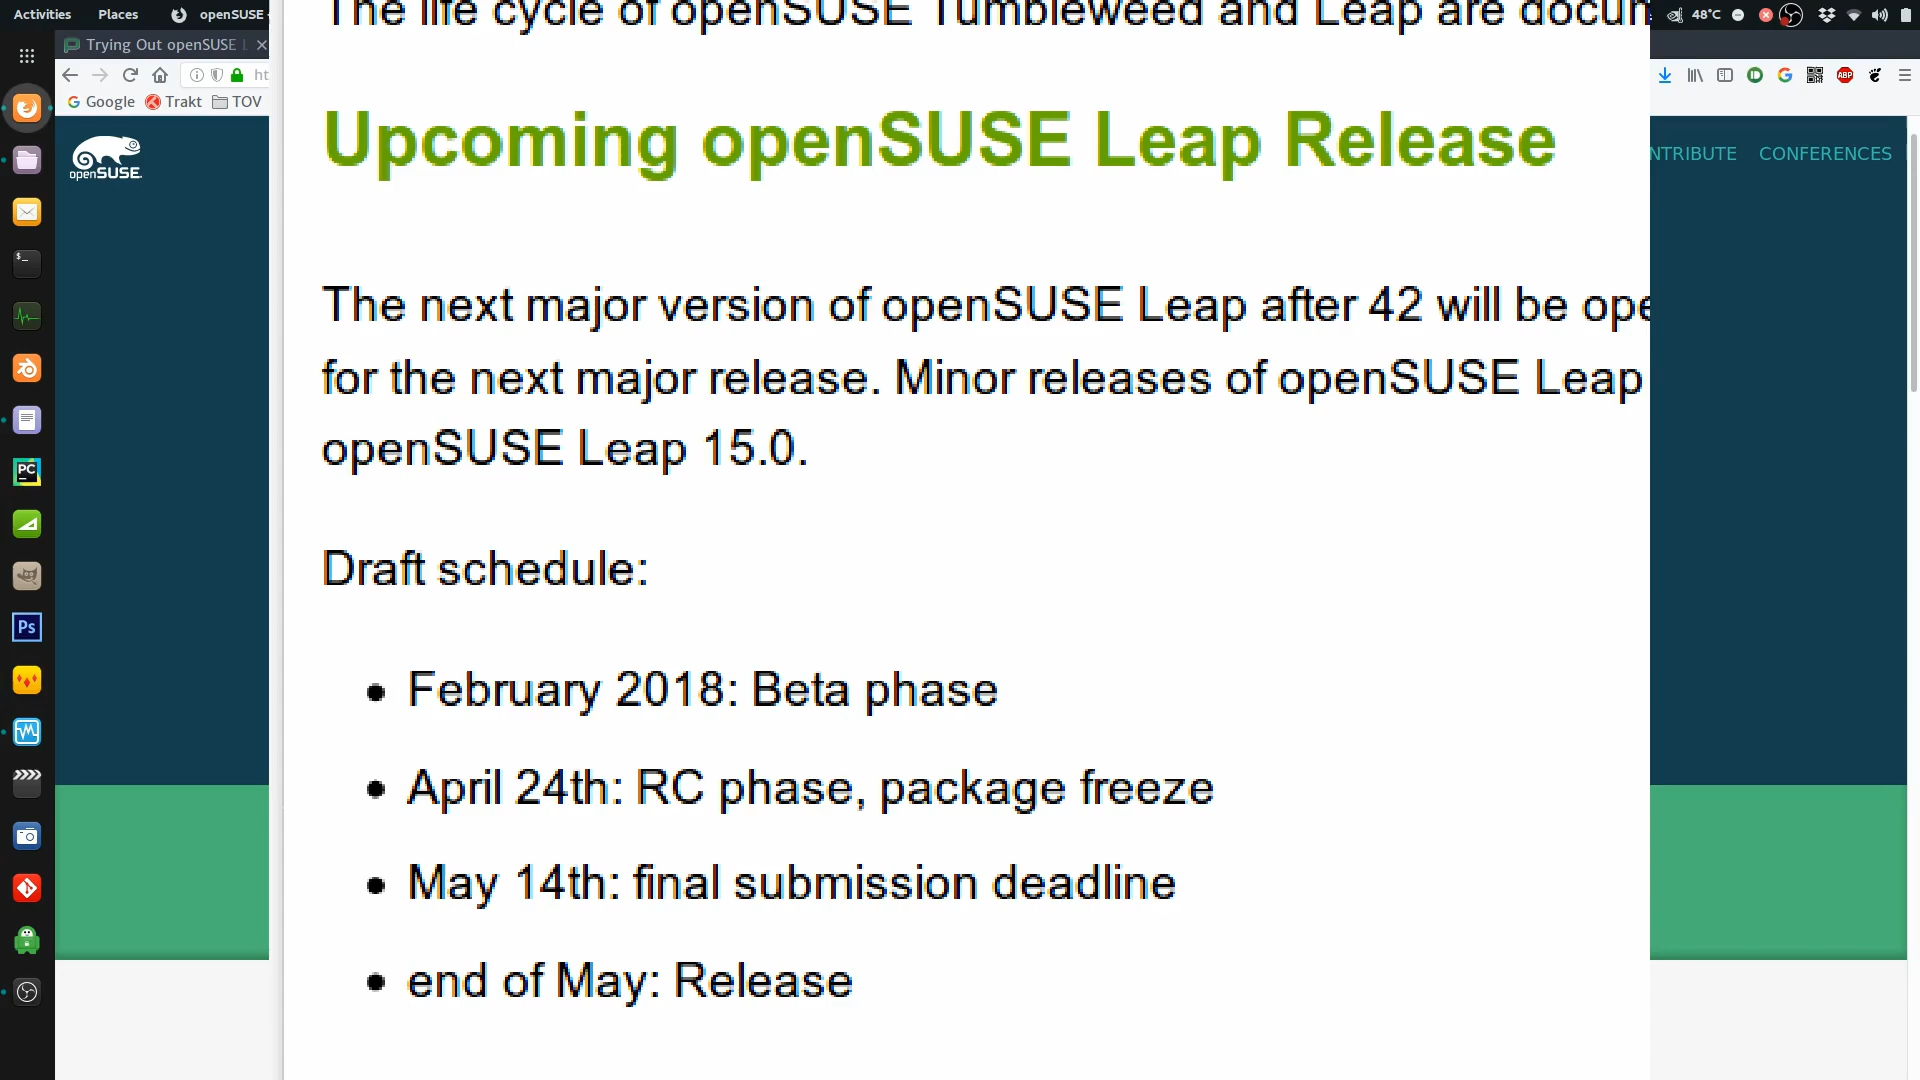 Activities Places openSUSE
48°C
Trying Out openSUSE
Google Trakt TOV
openSUSE.
NTRIBUTE CONFERENCES
ABP
PC
Ps
The life cycle of openSUSE Tumbleweed and Leap are docum
Upcoming openSUSE Leap Release
The next major version of openSUSE Leap after 42 will be ope
for the next major release. Minor releases of openSUSE Leap
openSUSE Leap 15.0.
Draft schedule:
• February 2018: Beta phase
• April 24th: RC phase, package freeze
• May 14th: final submission deadline
• end of May: Release